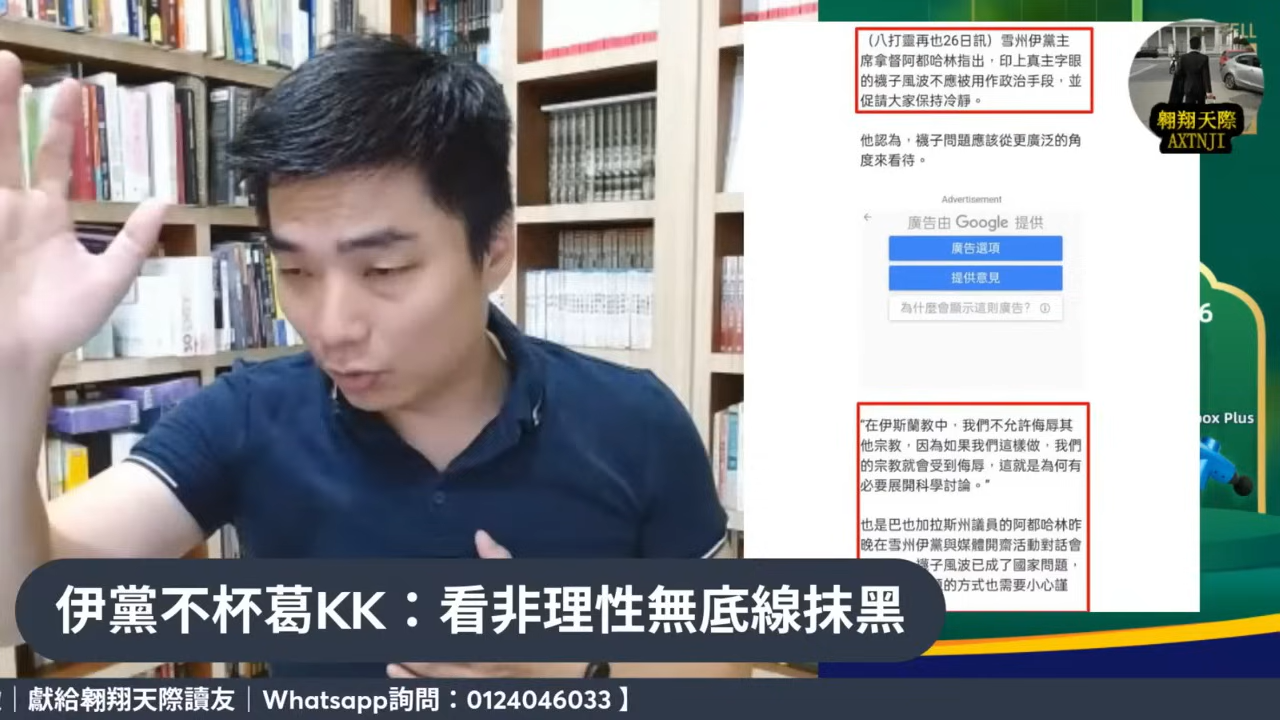 （八打靈再也26日訊）雪州伊黨主
席拿督阿都哈林指出，印上真主字眼
的襪子風波不應被用作政治手段，並
促請大家保持冷靜。
他認為，襪子問題應該從更廣泛的角
度來看待。
Advertisement
廣告由 Google 提供
廣告選項
提供意見
為什麼會顯示這則廣告？
“在伊斯蘭教中，我們不允許侮辱其
他宗教，因為如果我們這樣做，我們
的宗教就會受到侮辱，這就是為何有
必要展開科學討論。”
也是巴也加拉斯州議員的阿都哈林昨
晚在雪州伊黨與媒體開齋活動對話會
襪子風波已成了國家問題，
的方式也需要小心謹
翱翔天際
AXTNJI
6
box Plus
伊黨不杯葛KK：看非理性無底線抹黑
｜獻給翱翔天際讀友｜Whatsapp詢問：0124046033 】